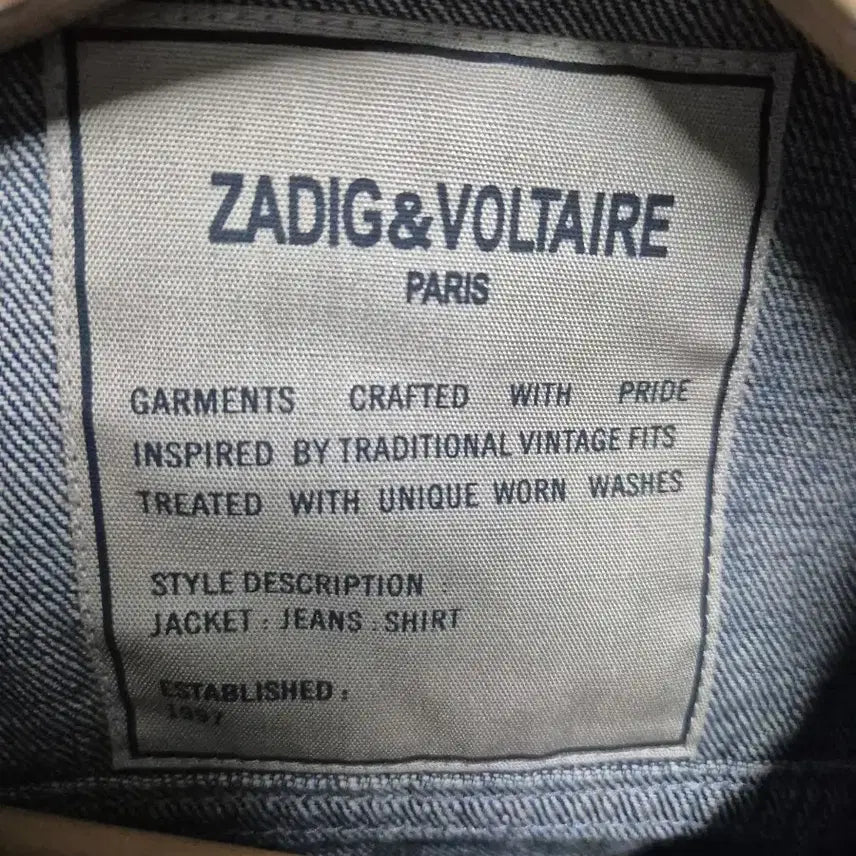 ZADIG&VOLTAIRE
PARIS
GARMENTS CRAFTED WITH PRIDE
INSPIRED BY TRADITIONAL VINTAGE FITS
TREATED WITH UNIQUE WORN WASHES
STYLE DESCRIPTION :
JACKET : JEANS : SHIRT
ESTABLISHED :
1997